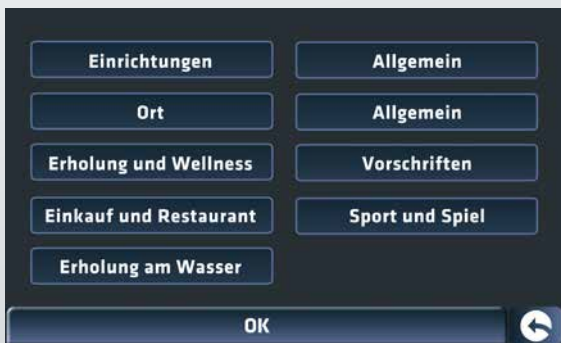 Einrichtungen
Allgemein
Ort
Allgemein
Erholung und Wellness
Vorschriften
Einkauf und Restaurant
Sport und Spiel
Erholung am Wasser
OK